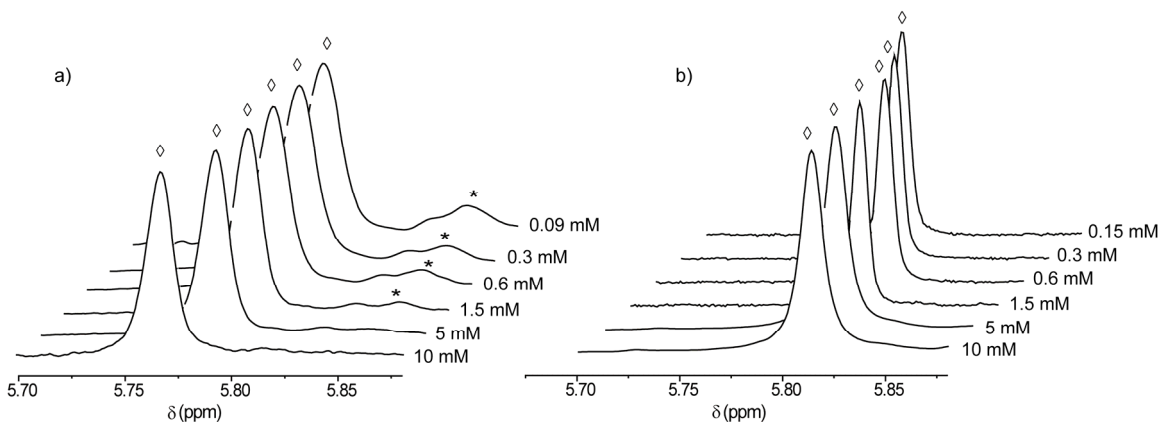 a)
◊ ◊ ◊ ◊ ◊ ◊
* * * *
0.09 mM
0.3 mM
0.6 mM
1.5 mM
5 mM
10 mM
5.70 5.75 5.80 5.85
δ (ppm)
b)
◊ ◊ ◊ ◊ ◊ ◊
0.15 mM
0.3 mM
0.6 mM
1.5 mM
5 mM
10 mM
5.70 5.75 5.80 5.85
δ (ppm)